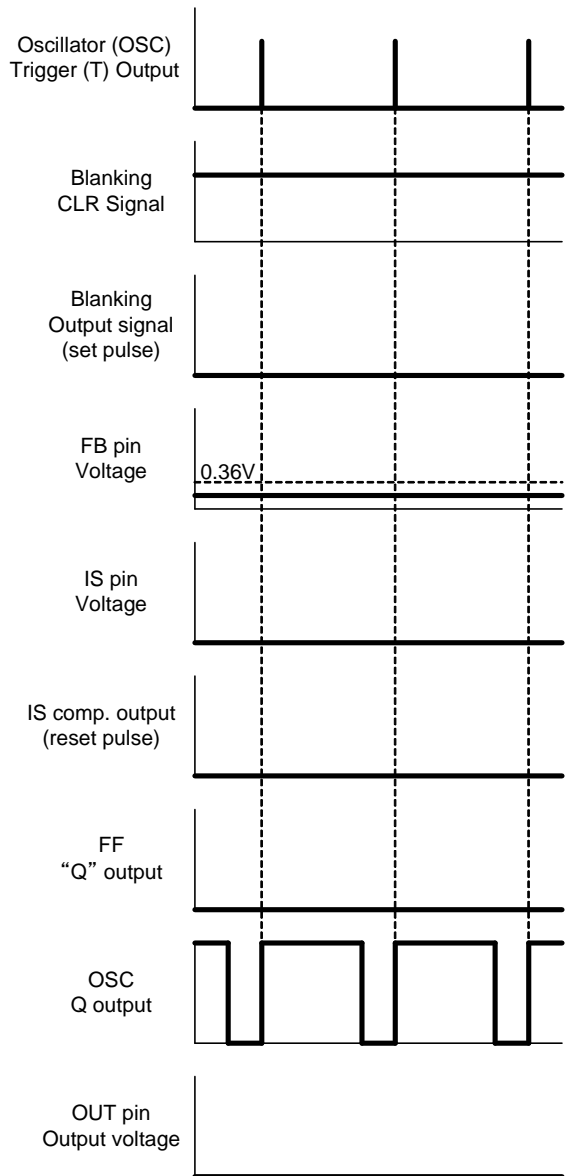 Oscillator (OSC)
Trigger (T) Output
Blanking
CLR Signal
Blanking
Output signal
(set pulse)
FB pin
Voltage
0.36V
IS pin
Voltage
IS comp. output
(reset pulse)
FF
“Q” output
OSC
Q output
OUT pin
Output voltage